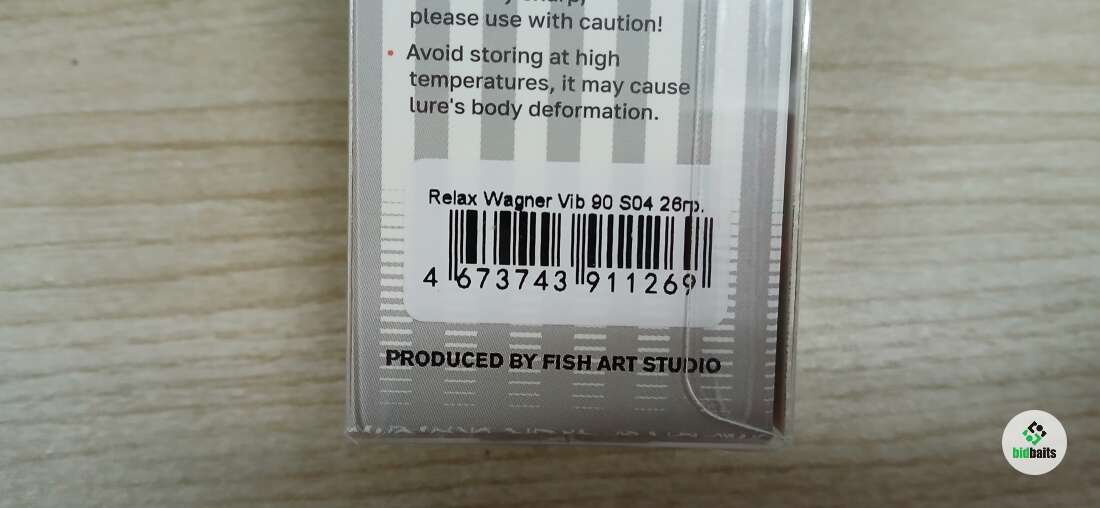 please use with caution!
• Avoid storing at high
temperatures, it may cause
lure's body deformation.
Relax Wagner Vib 90 S04 26гр.
4 673743 911269
PRODUCED BY FISH ART STUDIO
bidbaits